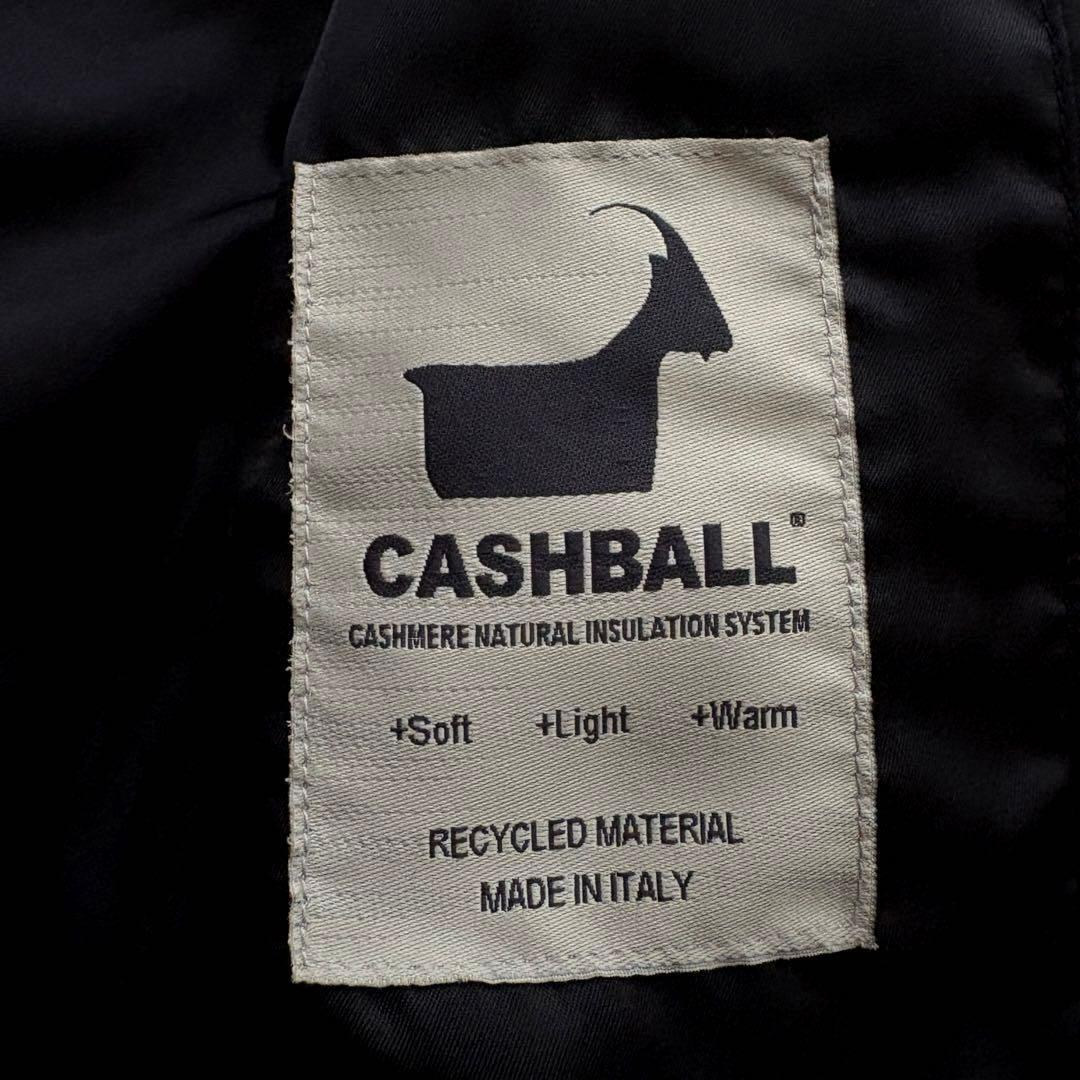 CASHBALL®
CASHMERE NATURAL INSULATION SYSTEM
+Soft +Light +Warm
RECYCLED MATERIAL
MADE IN ITALY